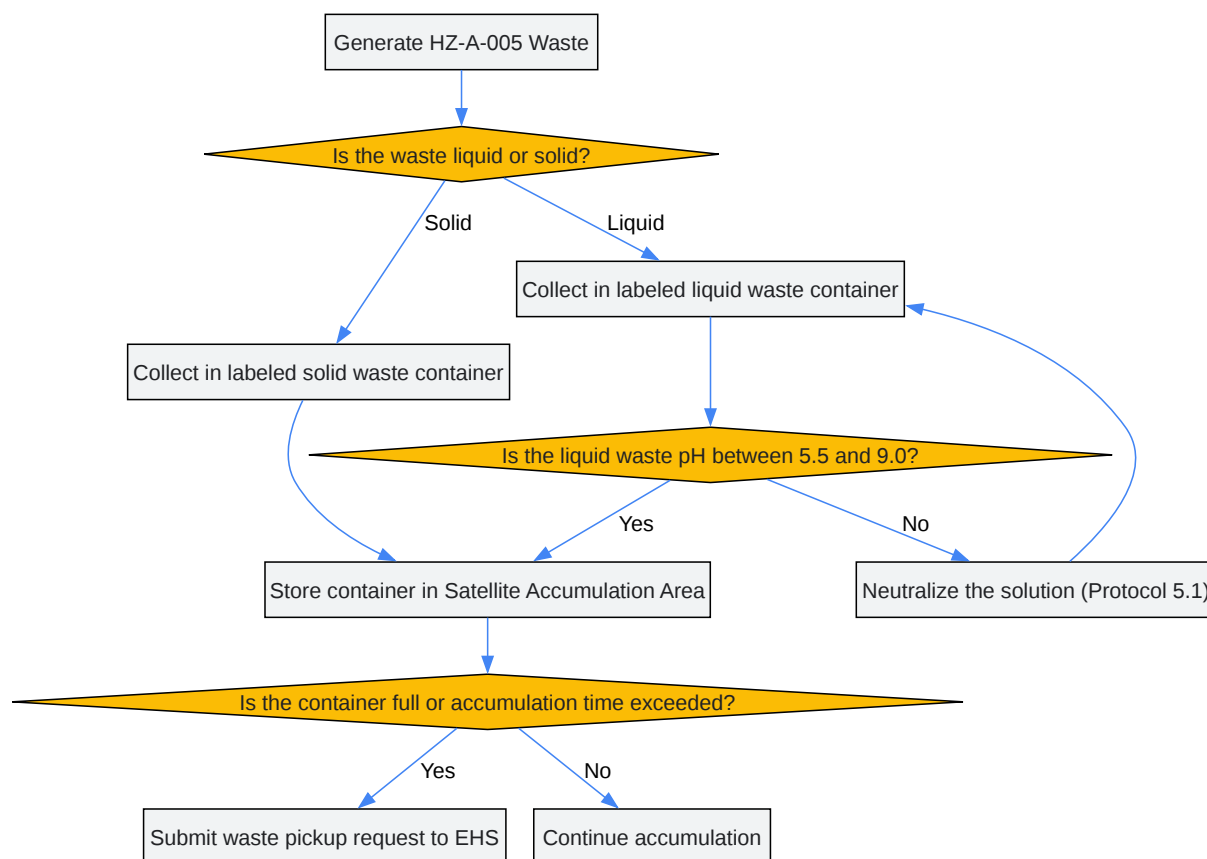 Generate HZ-A-005 Waste
Is the waste liquid or solid?
Solid
Liquid
Collect in labeled liquid waste container
Collect in labeled solid waste container
Is the liquid waste pH between 5.5 and 9.0?
Yes
No
Store container in Satellite Accumulation Area
Neutralize the solution (Protocol 5.1)
Is the container full or accumulation time exceeded?
Yes
No
Submit waste pickup request to EHS
Continue accumulation